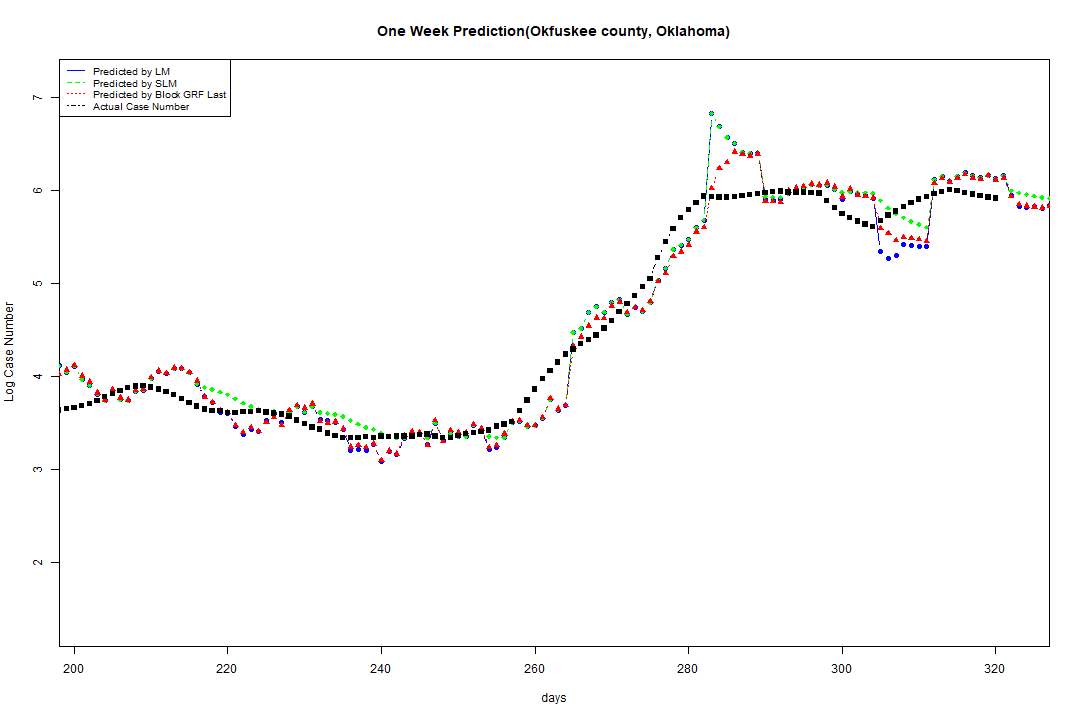 One Week Prediction(Okfuskee county, Oklahoma)
Predicted by LM
Predicted by SLM
Predicted by Block GRF Last
Actual Case Number
7
6
5
4
3
2
Log Case Number
200 220 240 260 280 300 320
days